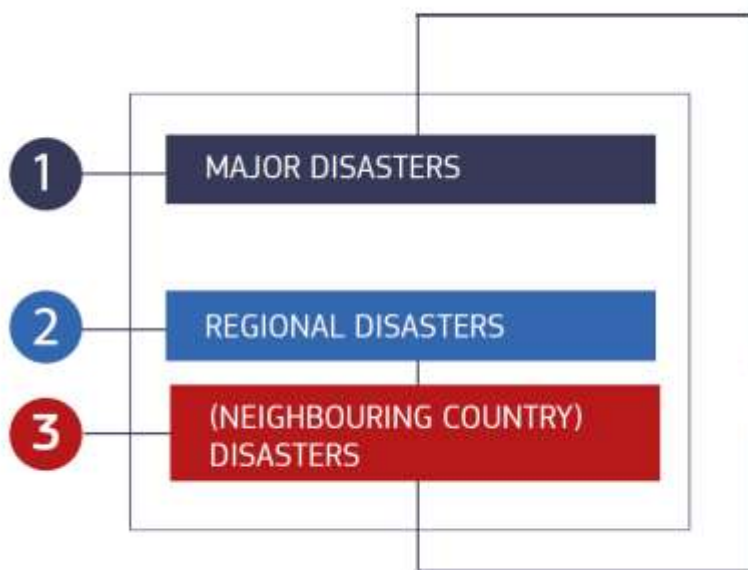 1
MAJOR DISASTERS
2
REGIONAL DISASTERS
3
(NEIGHBOURING COUNTRY)
DISASTERS